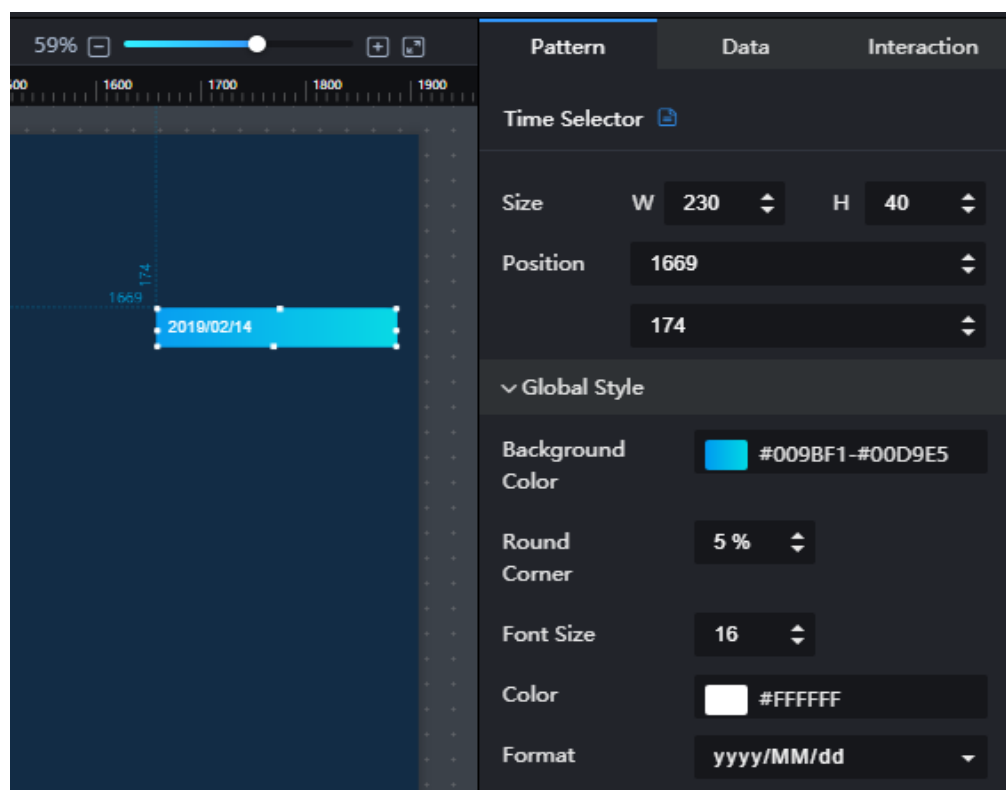 59%
Pattern Data Interaction
00 1600 1700 1800 1900
Time Selector
Size W 230 H 40
Position 1669
174
174
1669
2019/02/14
Global Style
Background Color #009BF1-#00D9E5
Round Corner 5 %
Font Size 16
Color #FFFFFF
Format yyyy/MM/dd